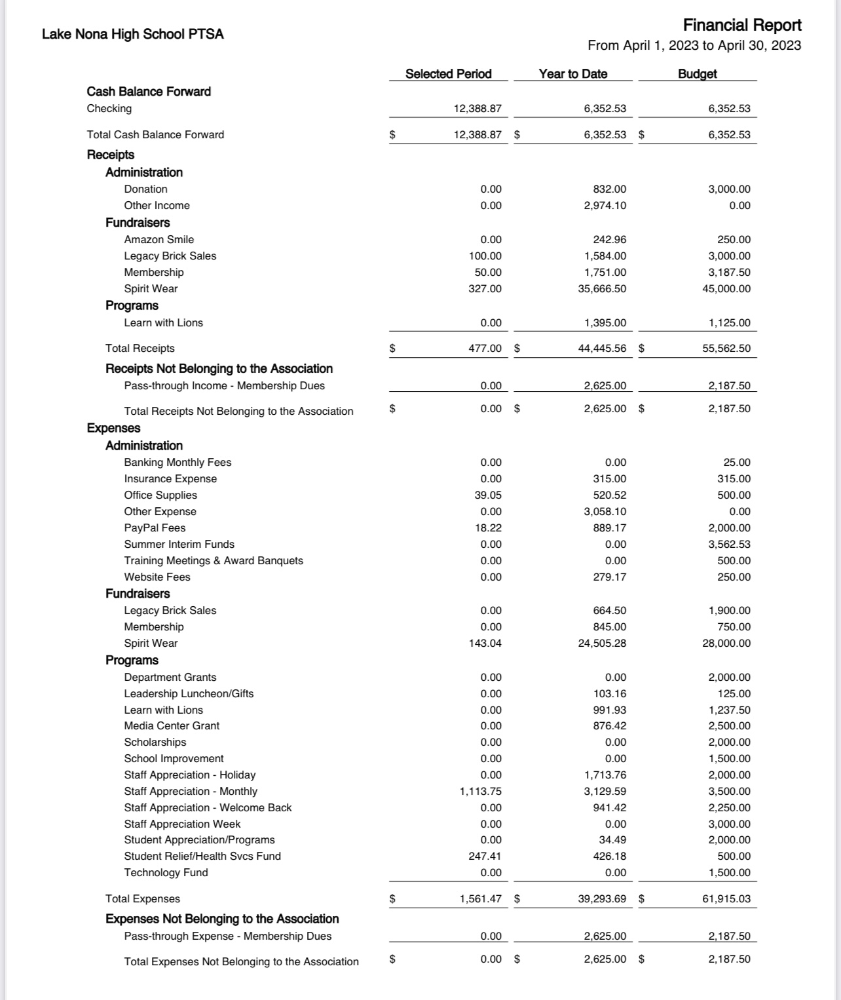 Lake Nona High School PTSA
Financial Report
From April 1, 2023 to April 30, 2023
Selected Period Year to Date Budget
Cash Balance Forward
Checking 12,388.87 6,352.53 6,352.53
Total Cash Balance Forward $ 12,388.87 $ 6,352.53 $ 6,352.53
Receipts
Administration
Donation 0.00 832.00 3,000.00
Other Income 0.00 2,974.10 0.00
Fundraisers
Amazon Smile 0.00 242.96 250.00
Legacy Brick Sales 100.00 1,584.00 3,000.00
Membership 50.00 1,751.00 3,187.50
Spirit Wear 327.00 35,666.50 45,000.00
Programs
Learn with Lions 0.00 1,395.00 1,125.00
Total Receipts $ 477.00 $ 44,445.56 $ 55,562.50
Receipts Not Belonging to the Association
Pass-through Income - Membership Dues 0.00 2,625.00 2,187.50
Total Receipts Not Belonging to the Association $ 0.00 $ 2,625.00 $ 2,187.50
Expenses
Administration
Banking Monthly Fees 0.00 0.00 25.00
Insurance Expense 0.00 315.00 315.00
Office Supplies 39.05 520.52 500.00
Other Expense 0.00 3,058.10 0.00
PayPal Fees 18.22 889.17 2,000.00
Summer Interim Funds 0.00 0.00 3,562.53
Training Meetings & Award Banquets 0.00 0.00 500.00
Website Fees 0.00 279.17 250.00
Fundraisers
Legacy Brick Sales 0.00 664.50 1,900.00
Membership 0.00 845.00 750.00
Spirit Wear 143.04 24,505.28 28,000.00
Programs
Department Grants 0.00 0.00 2,000.00
Leadership Luncheon/Gifts 0.00 103.16 125.00
Learn with Lions 0.00 991.93 1,237.50
Media Center Grant 0.00 876.42 2,500.00
Scholarships 0.00 0.00 2,000.00
School Improvement 0.00 0.00 1,500.00
Staff Appreciation - Holiday 0.00 1,713.76 2,000.00
Staff Appreciation - Monthly 1,113.75 3,129.59 3,500.00
Staff Appreciation - Welcome Back 0.00 941.42 2,250.00
Staff Appreciation Week 0.00 0.00 3,000.00
Student Appreciation/Programs 0.00 34.49 2,000.00
Student Relief/Health Svcs Fund 247.41 426.18 500.00
Technology Fund 0.00 0.00 1,500.00
Total Expenses $ 1,561.47 $ 39,293.69 $ 61,915.03
Expenses Not Belonging to the Association
Pass-through Expense - Membership Dues 0.00 2,625.00 2,187.50
Total Expenses Not Belonging to the Association $ 0.00 $ 2,625.00 $ 2,187.50